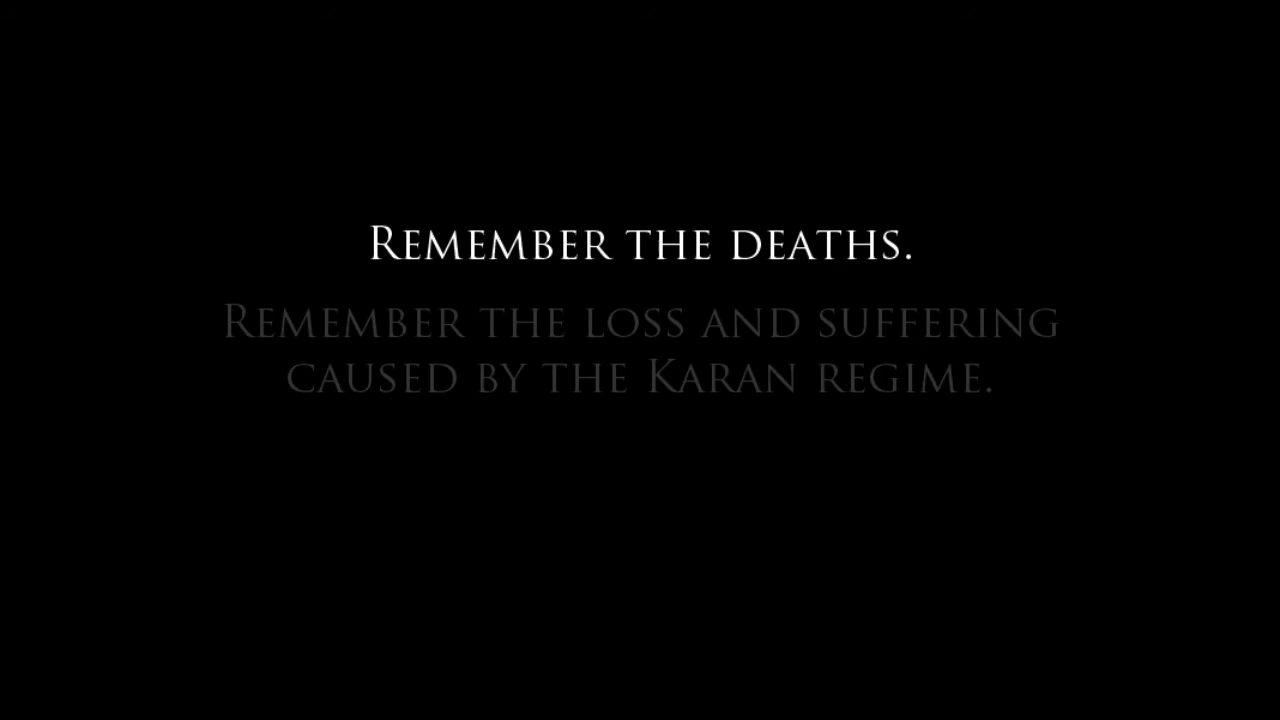 Remember the deaths.
Remember the loss and suffering
caused by the Karan regime.